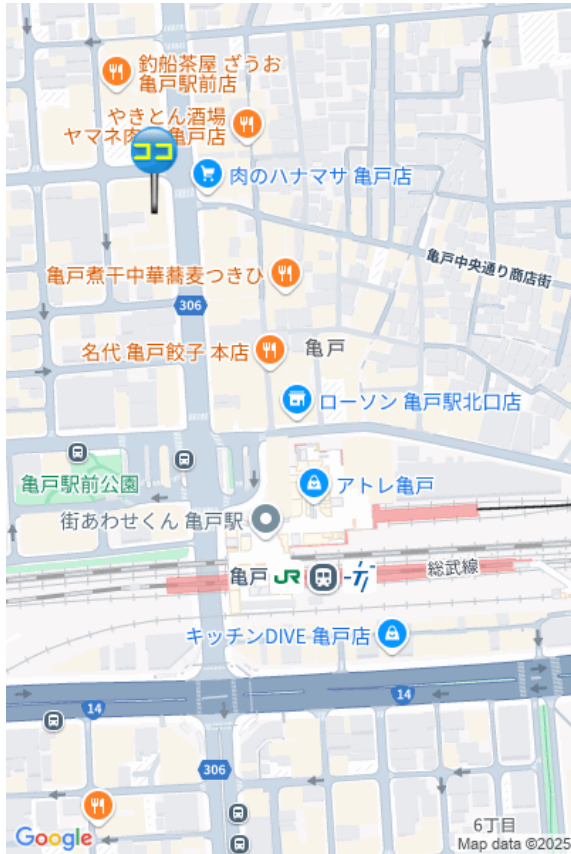 釣船茶屋 ざうお
亀戸駅前店
やきとん酒場
ヤマネ肉 亀戸店
ココ
肉のハナマサ 亀戸店
亀戸中央通り商店街
亀戸煮干中華蕎麦つきひ
306
名代 亀戸餃子 本店
亀戸
ローソン 亀戸駅北口店
亀戸駅前公園
アトレ亀戸
街あわせくん 亀戸駅
亀戸 JR
総武線
キッチンDIVE 亀戸店
14
14
306
6丁目
Google
Map data ©2025